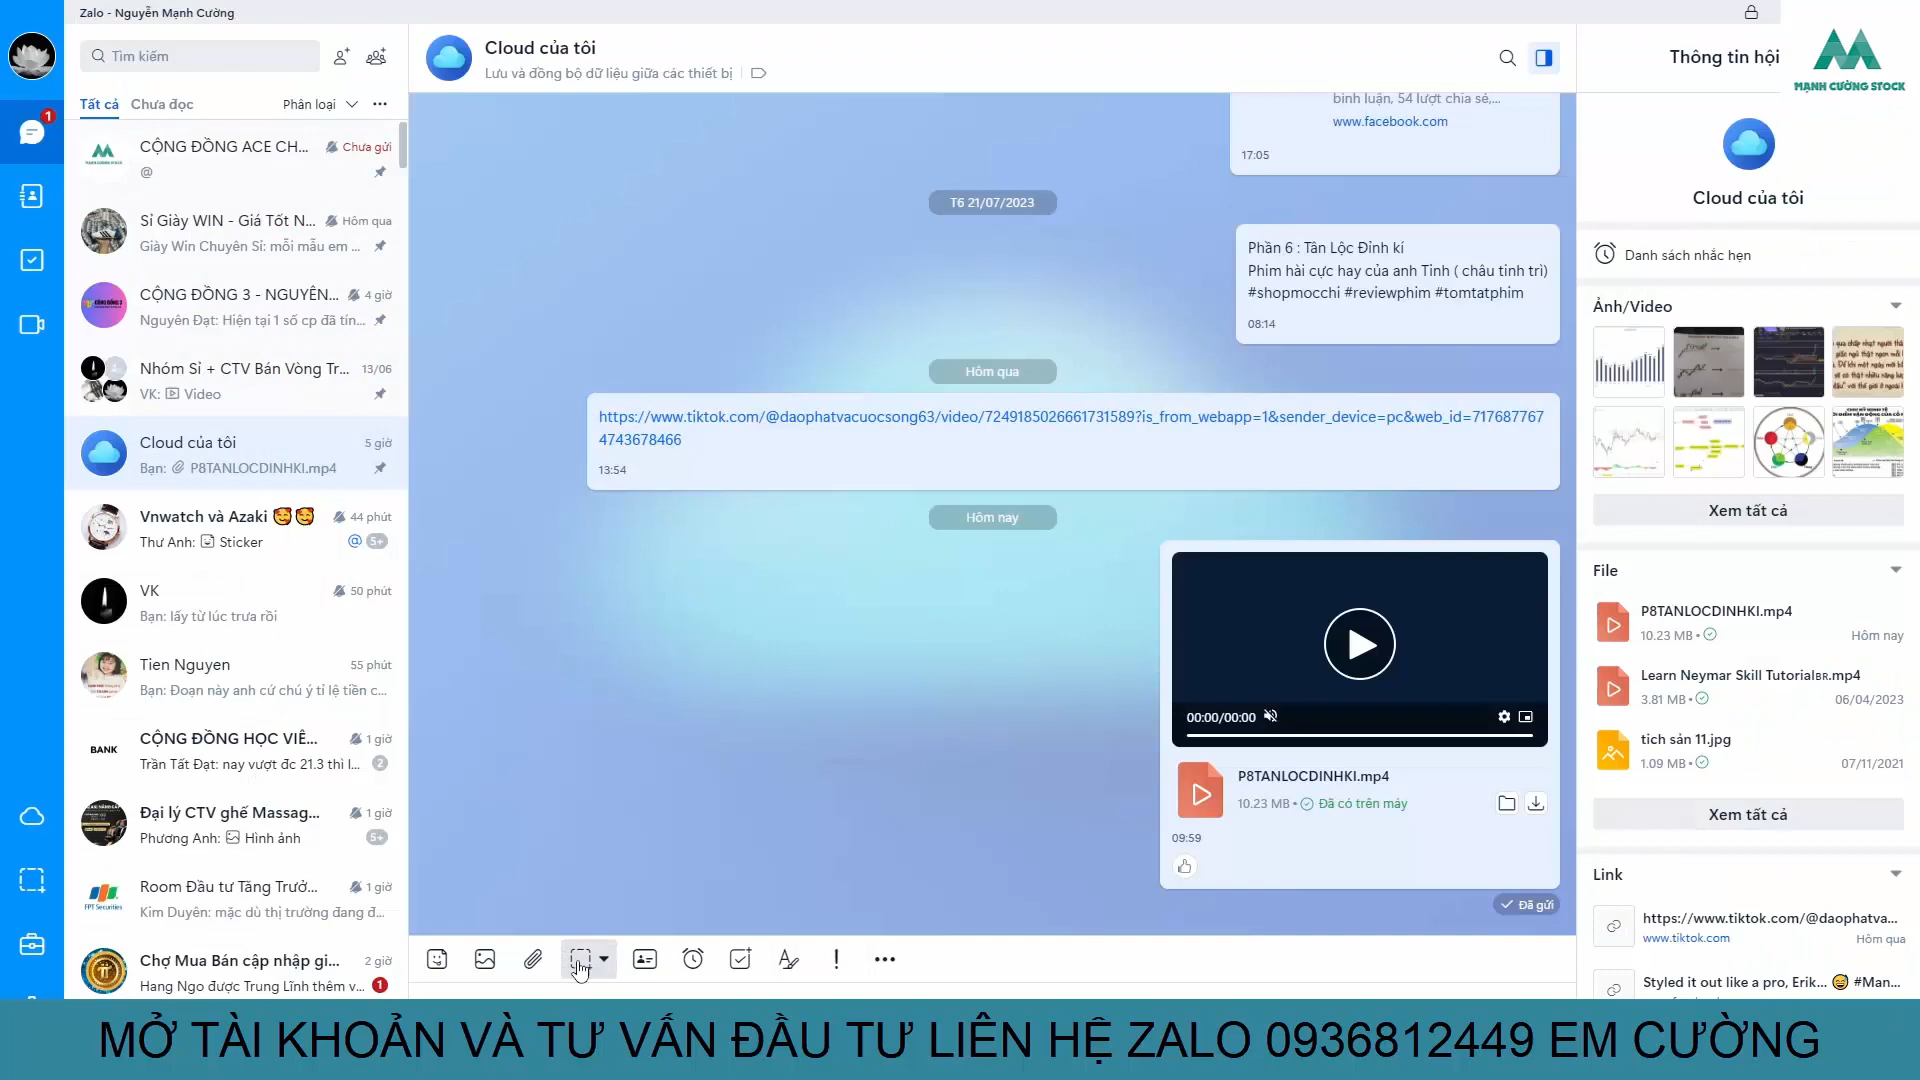 Zalo - Nguyễn Mạnh Cường
Tìm kiếm
Tất cả
Chưa đọc
Phân loại
1
CỘNG ĐỒNG ACE CH...
Chưa gửi
@
Sỉ Giày WIN - Giá Tốt N...
Hôm qua
Giày Win Chuyên Sỉ: mỗi mẫu em ...
CỘNG ĐỒNG 3 - NGUYÊN...
4 giờ
Nguyên Đạt: Hiện tại 1 số cp đã tín...
Nhóm Sỉ + CTV Bán Vòng Tr...
13/06
VK: Video
Cloud của tôi
5 giờ
Bạn: P8TANLOCDINHKI.mp4
Vnwatch và Azaki 🥰🥰
44 phút
Thư Anh: Sticker
@ 5+
VK
50 phút
Bạn: lấy từ lúc trưa rồi
Tien Nguyen
55 phút
Bạn: Đoạn này anh cứ chú ý tỉ lệ tiền c...
BANK
CỘNG ĐỒNG HỌC VIÊ...
1 giờ
Trần Tất Đạt: nay vượt đc 21.3 thì l...
2
Đại lý CTV ghế Massag...
1 giờ
Phương Anh: Hình ảnh
5+
FPT Securities
Room Đầu tư Tăng Trưở...
1 giờ
Kim Duyên: mặc dù thị trường đang đ...
Chợ Mua Bán cập nhập gi...
2 giờ
Hang Ngo được Trung Lĩnh thêm v...
1
Cloud của tôi
Lưu và đồng bộ dữ liệu giữa các thiết bị
bình luận, 54 lượt chia sẻ,...
www.facebook.com
17:05
T6 21/07/2023
Phần 6 : Tân Lộc Đỉnh kí
Phim hài cực hay của anh Tinh ( châu tinh trì)
#shopmocchi #reviewphim #tomtatphim
08:14
Hôm qua
https://www.tiktok.com/@daophatvacuocsong63/video/7249185026661731589?is_from_webapp=1&sender_device=pc&web_id=717687767
4743678466
13:54
Hôm nay
00:00/00:00
P8TANLOCDINHKI.mp4
10.23 MB • Đã có trên máy
09:59
Đã gửi
Thông tin hội
MẠNH CƯỜNG STOCK
Cloud của tôi
Danh sách nhắc hẹn
Ảnh/Video
Xem tất cả
File
P8TANLOCDINHKI.mp4
10.23 MB •
Hôm nay
Learn Neymar Skill Tutorialʙʀ.mp4
3.81 MB •
06/04/2023
tich sản 11.jpg
1.09 MB •
07/11/2021
Xem tất cả
Link
https://www.tiktok.com/@daophatva...
www.tiktok.com
Hôm qua
Styled it out like a pro, Erik... 😅 #Man...
MỞ TÀI KHOẢN VÀ TƯ VẤN ĐẦU TƯ LIÊN HỆ ZALO 0936812449 EM CƯỜNG